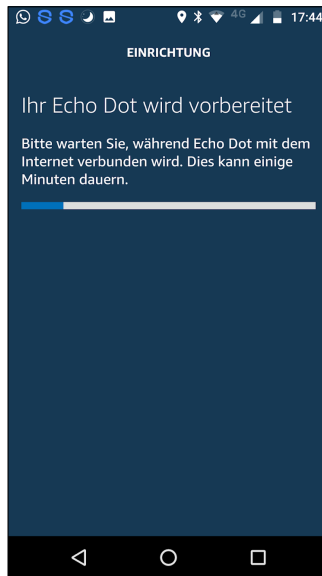 4G 17:44
EINRICHTUNG
Ihr Echo Dot wird vorbereitet
Bitte warten Sie, während Echo Dot mit dem
Internet verbunden wird. Dies kann einige
Minuten dauern.